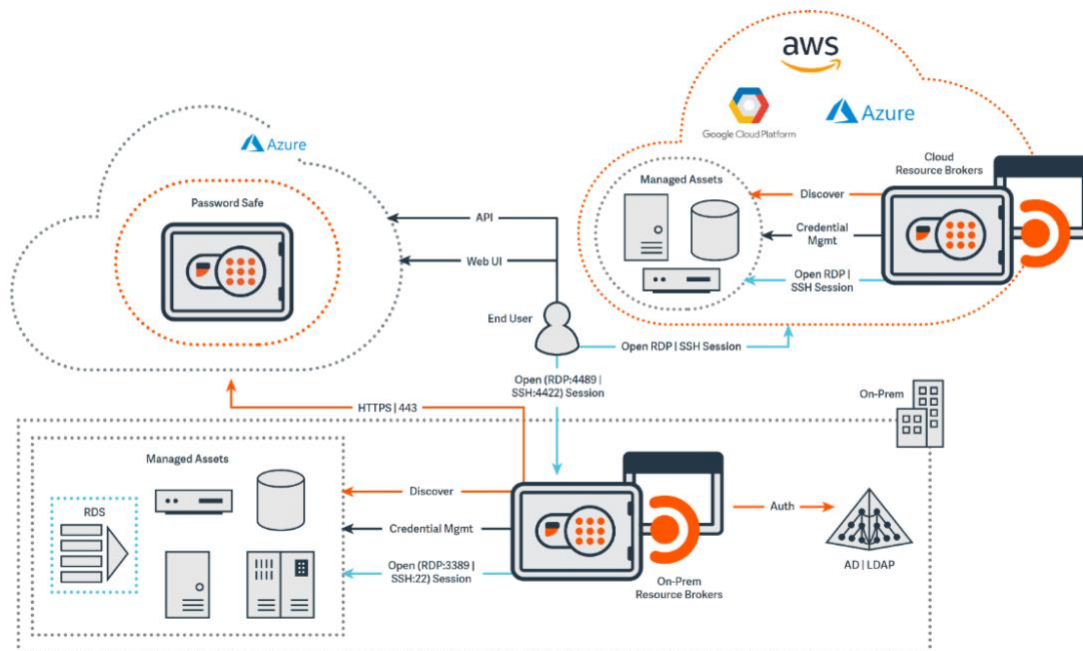 aws
Google Cloud Platform
Azure
Azure
Cloud
Resource Brokers
Managed Assets
Discover
Password Safe
API
Credential
Mgmt
Web UI
Open RDP |
SSH Session
End User
Open RDP | SSH Session
Open (RDP:4489 |
SSH:4422) Session
On-Prem
HTTPS | 443
Managed Assets
Discover
RDS
Auth
Credential Mgmt
Open (RDP:3389 |
SSH:22) Session
AD | LDAP
On-Prem
Resource Brokers